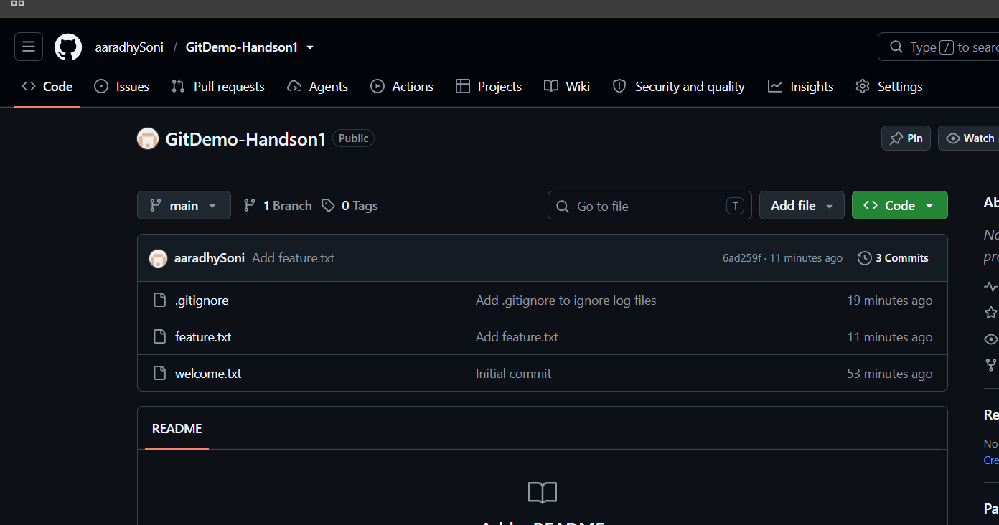 aaradhySoni / GitDemo-Handson1
Type / to searc
Code Issues Pull requests Agents Actions Projects Wiki Security and quality Insights Settings
GitDemo-Handson1 Public
Pin Watch
main 1 Branch 0 Tags
Go to file T
Add file
Code
Ab
aaradhySoni Add feature.txt 6ad259f · 11 minutes ago 3 Commits
.gitignore Add .gitignore to ignore log files 19 minutes ago
feature.txt Add feature.txt 11 minutes ago
welcome.txt Initial commit 53 minutes ago
README
No
Cre
Re
Pa